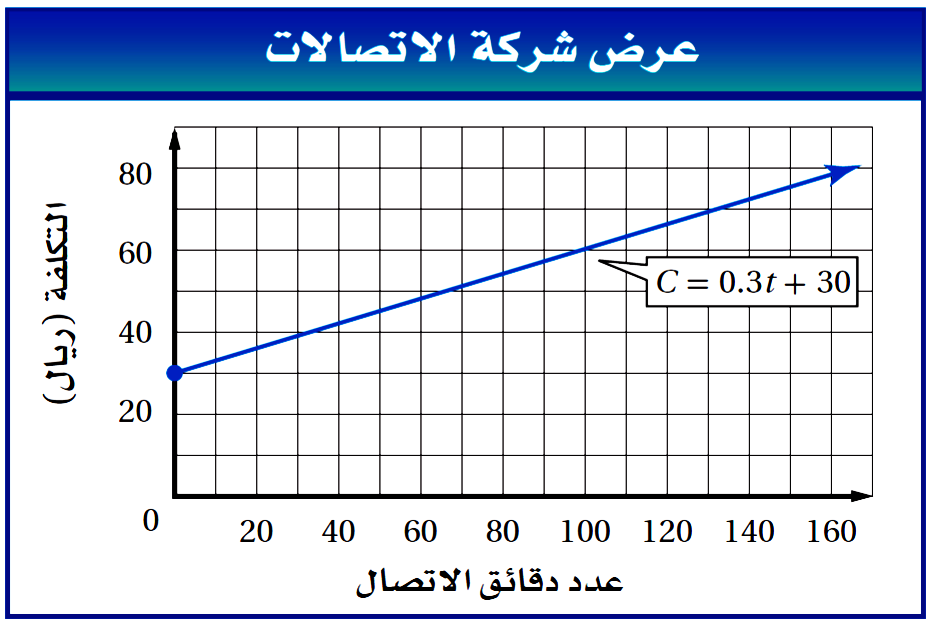 عرض شركة الاتصالات
التكلفة (ريال)
80
60
40
20
0
C = 0.3t + 30
20 40 60 80 100 120 140 160
عدد دقائق الاتصال